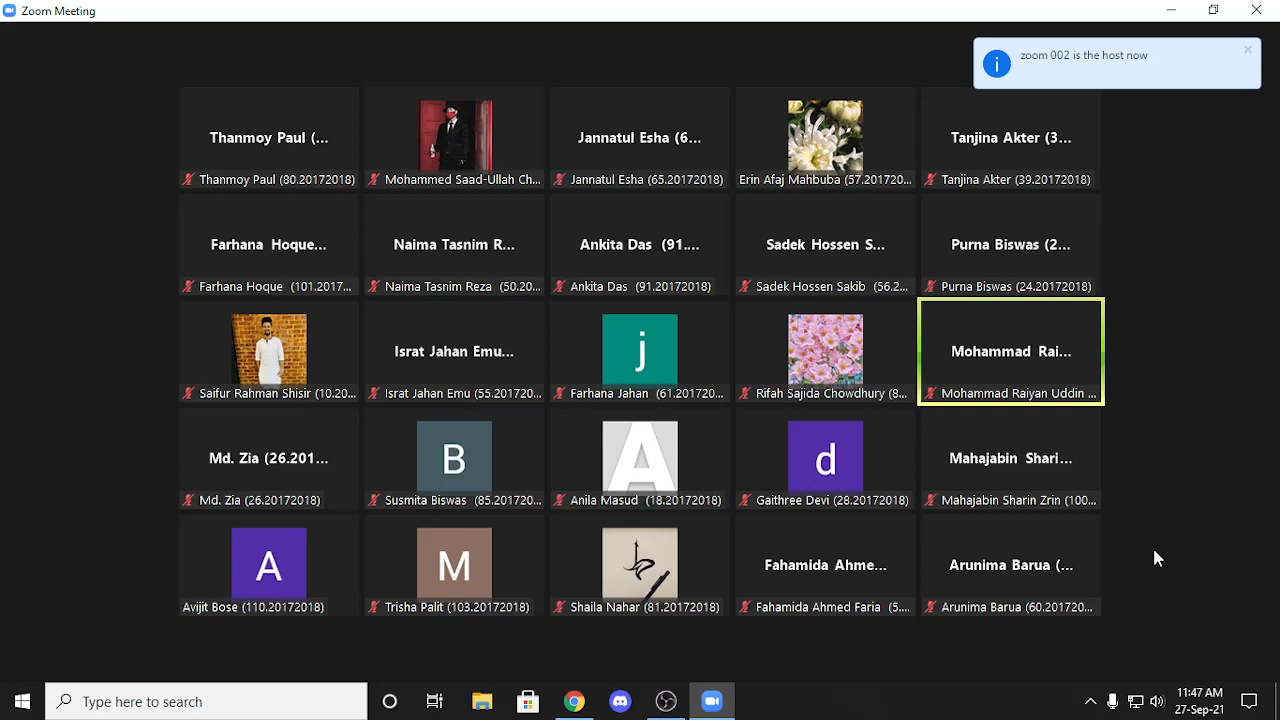 Zoom Meeting
zoom 002 is the host now
Thanmoy Paul (...
Thanmoy Paul (80.20172018)
Mohammed Saad-Ullah Ch...
Jannatul Esha (6...
Jannatul Esha (65.20172018)
Erin Afaj Mahbuba (57.201720...
Tanjina Akter (3...
Tanjina Akter (39.20172018)
Farhana Hoque...
Farhana Hoque (101.2017...
Naima Tasnim R...
Naima Tasnim Reza (50.20...
Ankita Das (91....
Ankita Das (91.20172018)
Sadek Hossen S...
Sadek Hossen Sakib (56.2...
Purna Biswas (2...
Purna Biswas (24.20172018)
Saifur Rahman Shisir (10.20...
Israt Jahan Emu...
Israt Jahan Emu (55.201720...
j
Farhana Jahan (61.201720...
Rifah Sajida Chowdhury (8...
Mohammad Rai...
Mohammad Raiyan Uddin ...
Md. Zia (26.201...
Md. Zia (26.20172018)
B
Susmita Biswas (85.201720...
A
Anila Masud (18.20172018)
d
Gaithree Devi (28.20172018)
Mahajabin Shari...
Mahajabin Sharin Zrin (100...
A
Avijit Bose (110.20172018)
M
Trisha Palit (103.20172018)
Shaila Nahar (81.20172018)
Fahamida Ahme...
Fahamida Ahmed Faria (5....
Arunima Barua (...
Arunima Barua (60.201720...
Type here to search
11:47 AM
27-Sep-21